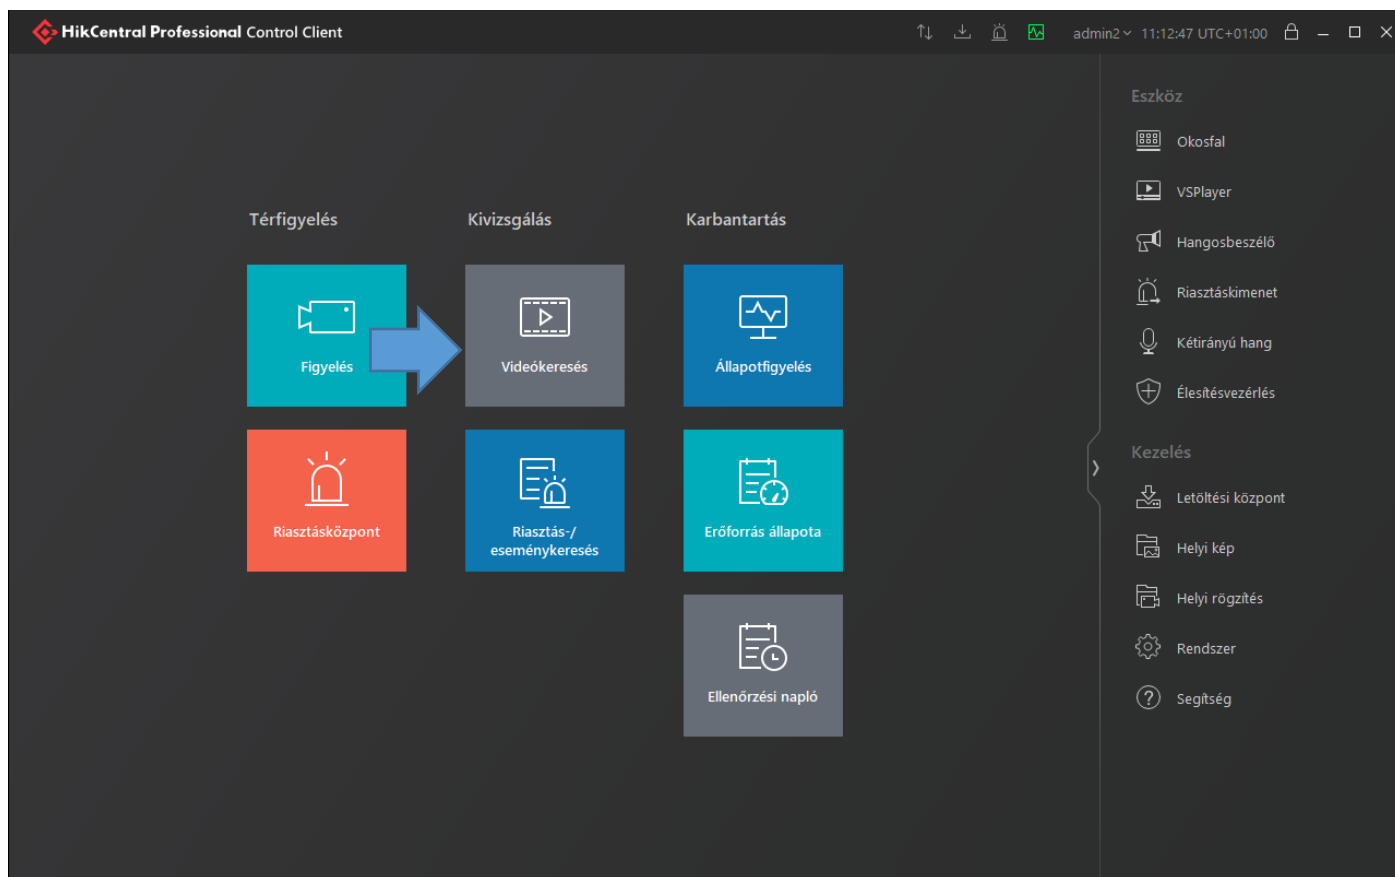 HikCentral Professional Control Client
admin2 11:12:47 UTC+01:00
Térfigyelés
Kivizsgálás
Karbantartás
Figyelés
Videókeresés
Állapotfigyelés
Riasztásközpont
Riasztás-/
eseménykeresés
Erőforrás állapota
Ellenőrzési napló
Eszköz
Okosfal
VSPlayer
Hangosbeszélő
Riasztáskimenet
Kétirányú hang
Élesítésvezérlés
Kezelés
Letöltési központ
Helyi kép
Helyi rögzítés
Rendszer
Segítség